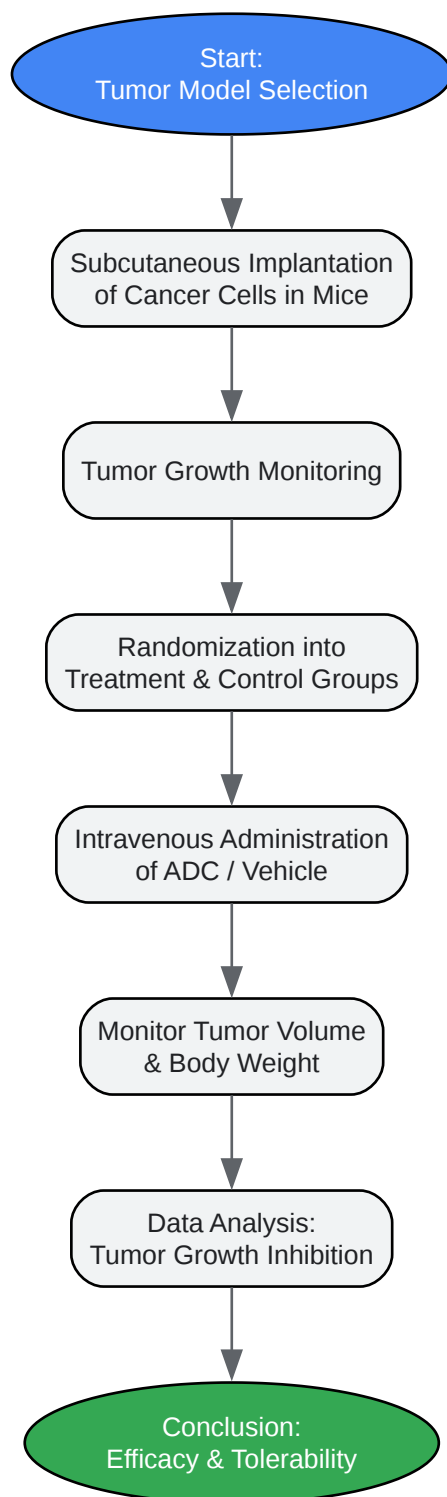 Start:
Tumor Model Selection
Subcutaneous Implantation
of Cancer Cells in Mice
Tumor Growth Monitoring
Randomization into
Treatment & Control Groups
Intravenous Administration
of ADC / Vehicle
Monitor Tumor Volume
& Body Weight
Data Analysis:
Tumor Growth Inhibition
Conclusion:
Efficacy & Tolerability